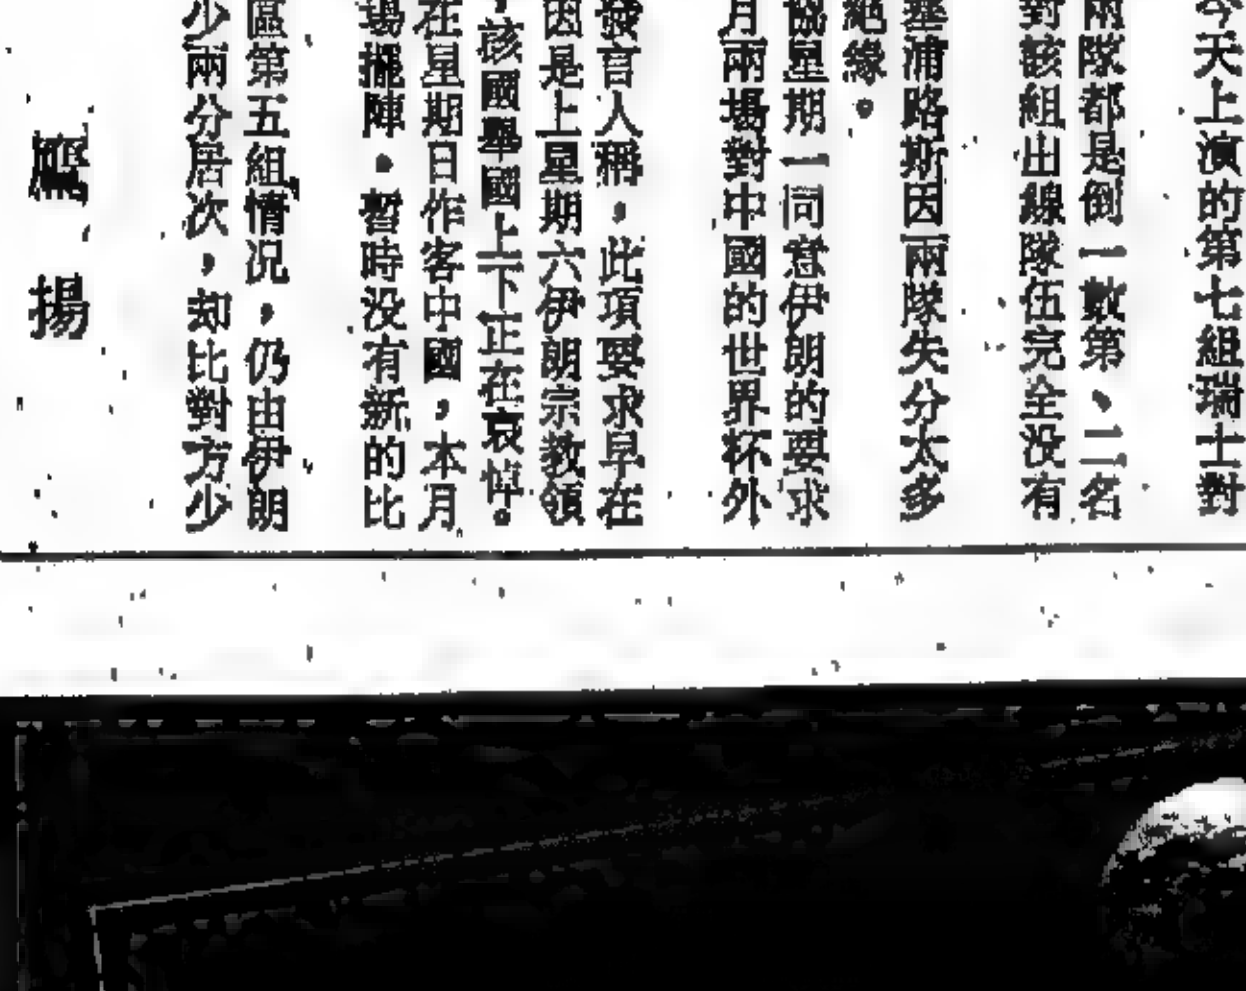 今天上演的第七組瑞士對
兩隊都是倒一數第、二名
對該組出線隊伍完全没有
塞浦路斯因兩隊失分太多
絕緣。
協星期一同意伊朗的要求
月兩場對中國的世界杯外
發言人稱，此項要求早在
因是上星期六伊朗宗教領
，該國舉國上下正在哀悼。
在星期日作客中國，本月
場擺陣。暫時没有新的比
區第五組情况，仍由伊朗
少兩分居次，却比對方少
鷹、揚